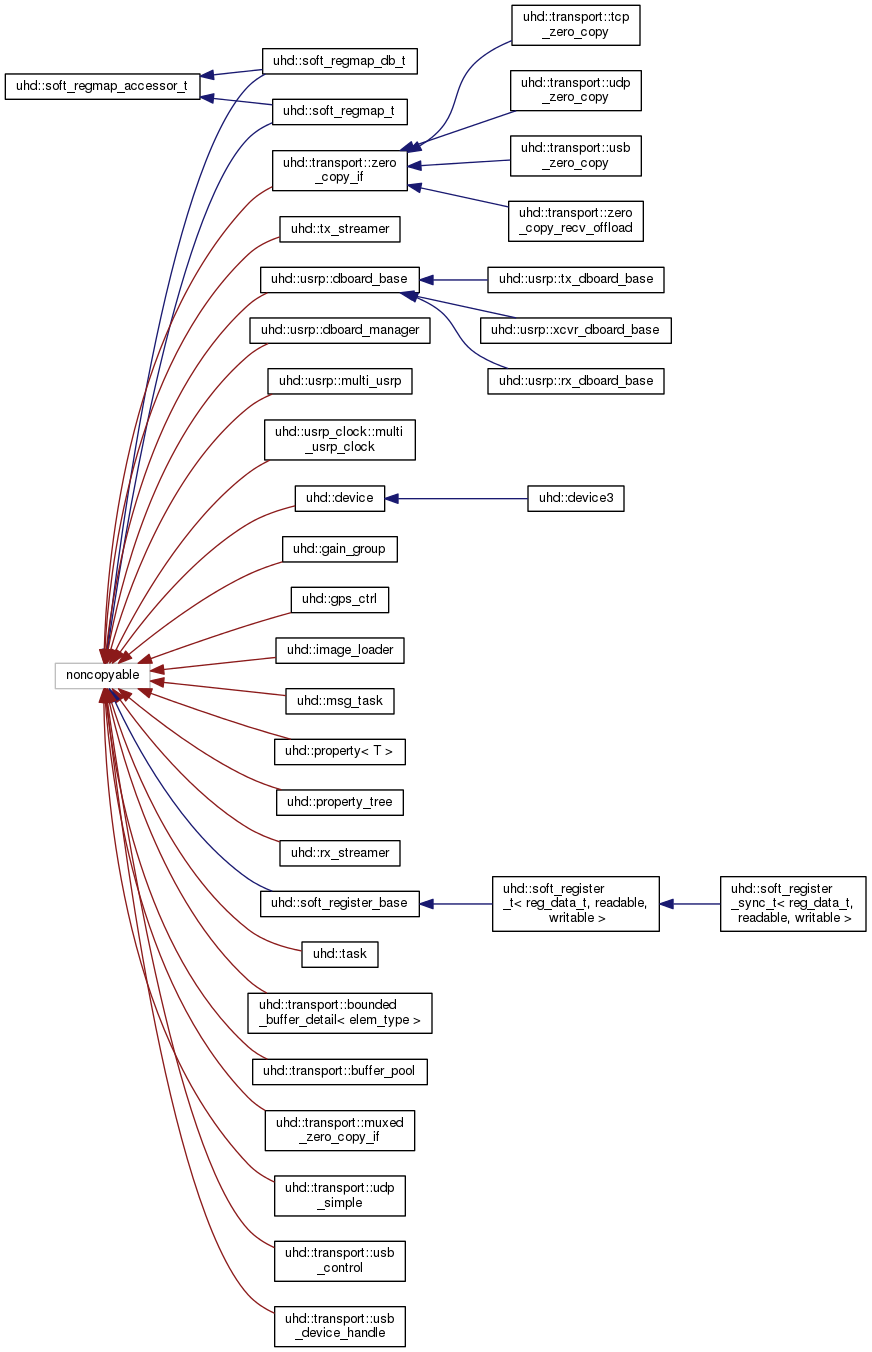 uhd::transport::tcp
_zero_copy
uhd::soft_regmap_db_t
uhd::soft_regmap_accessor_t
uhd::transport::udp
_zero_copy
uhd::soft_regmap_t
uhd::transport::usb
_zero_copy
uhd::transport::zero
_copy_if
uhd::transport::zero
_copy_recv_offload
uhd::tx_streamer
uhd::usrp::dboard_base
uhd::usrp::tx_dboard_base
uhd::usrp::dboard_manager
uhd::usrp::xcvr_dboard_base
uhd::usrp::multi_usrp
uhd::usrp::rx_dboard_base
uhd::usrp_clock::multi
_usrp_clock
uhd::device
uhd::device3
uhd::gain_group
uhd::gps_ctrl
uhd::image_loader
noncopyable
uhd::msg_task
uhd::property< T >
uhd::property_tree
uhd::rx_streamer
uhd::soft_register_base
uhd::soft_register
_t< reg_data_t, readable,
writable >
uhd::soft_register
_sync_t< reg_data_t,
readable, writable >
uhd::task
uhd::transport::bounded
_buffer_detail< elem_type >
uhd::transport::buffer_pool
uhd::transport::muxed
_zero_copy_if
uhd::transport::udp
_simple
uhd::transport::usb
_control
uhd::transport::usb
_device_handle